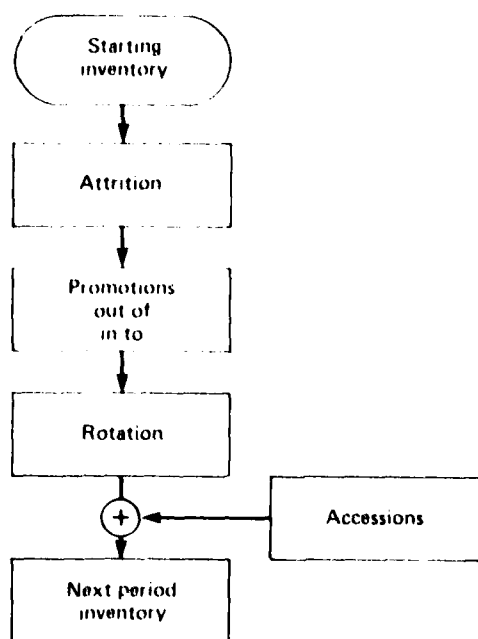 Starting
inventory
Attrition
Promotions
out of
in to
Rotation
+
Accessions
Next period
inventory